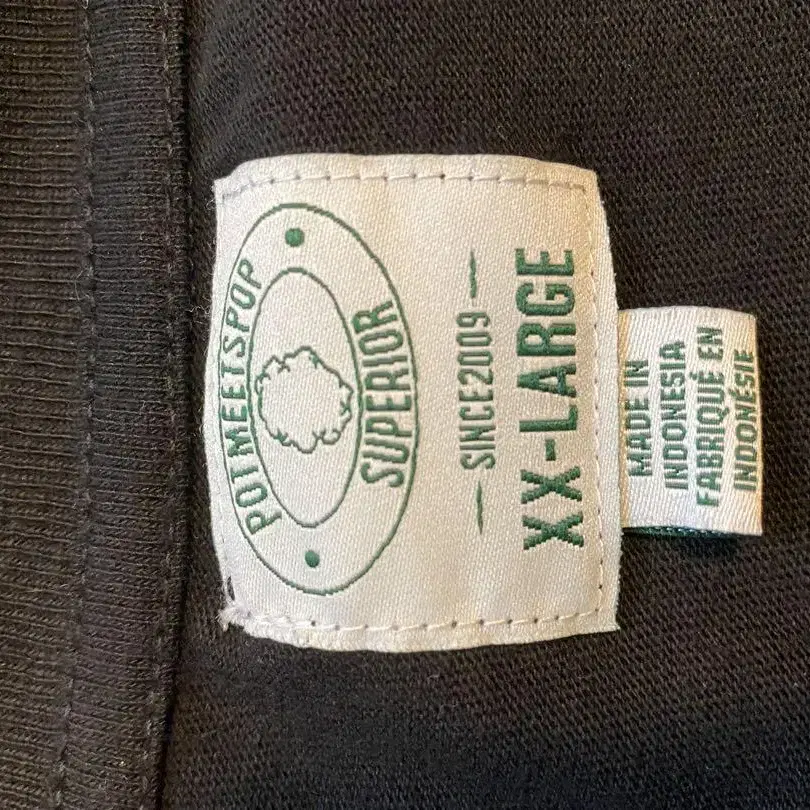 POTMEETSPOP
SUPERIOR
— SINCE2009 —
XX-LARGE
MADE IN
INDONESIA
FABRIQUÉ EN
INDONÉSIE